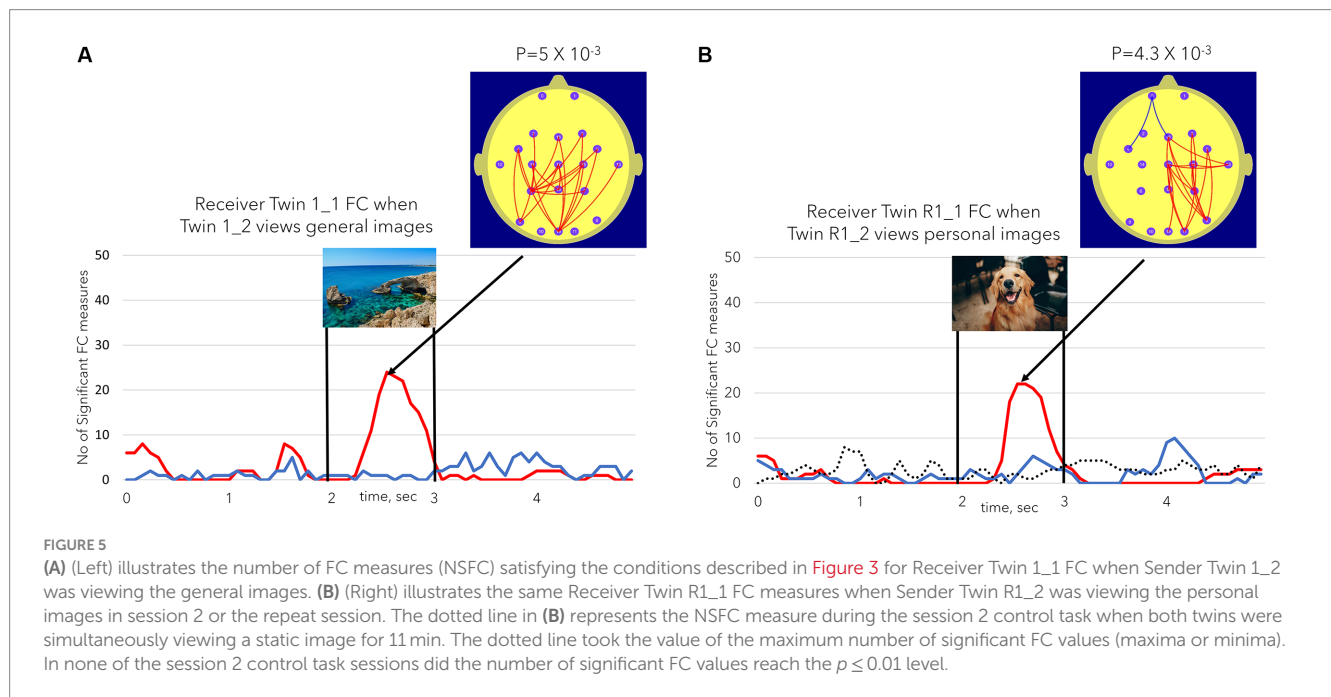 A
P=5 X 10-3
Receiver Twin 1_1 FC when
Twin 1_2 views general images
No of Significant FC measures
50
40
30
20
10
0
0
1
2
3
4
time, sec
B
P=4.3 X 10-3
Receiver Twin R1_1 FC when
Twin R1_2 views personal images
No of Significant FC measures
50
40
30
20
10
0
0
1
2
3
4
time, sec
FIGURE 5
(A) (Left) illustrates the number of FC measures (NSFC) satisfying the conditions described in Figure 3 for Receiver Twin 1_1 FC when Sender Twin 1_2
was viewing the general images. (B) (Right) illustrates the same Receiver Twin R1_1 FC measures when Sender Twin R1_2 was viewing the personal
images in session 2 or the repeat session. The dotted line in (B) represents the NSFC measure during the session 2 control task when both twins were
simultaneously viewing a static image for 11 min. The dotted line took the value of the maximum number of significant FC values (maxima or minima).
In none of the session 2 control task sessions did the number of significant FC values reach the p ≤ 0.01 level.